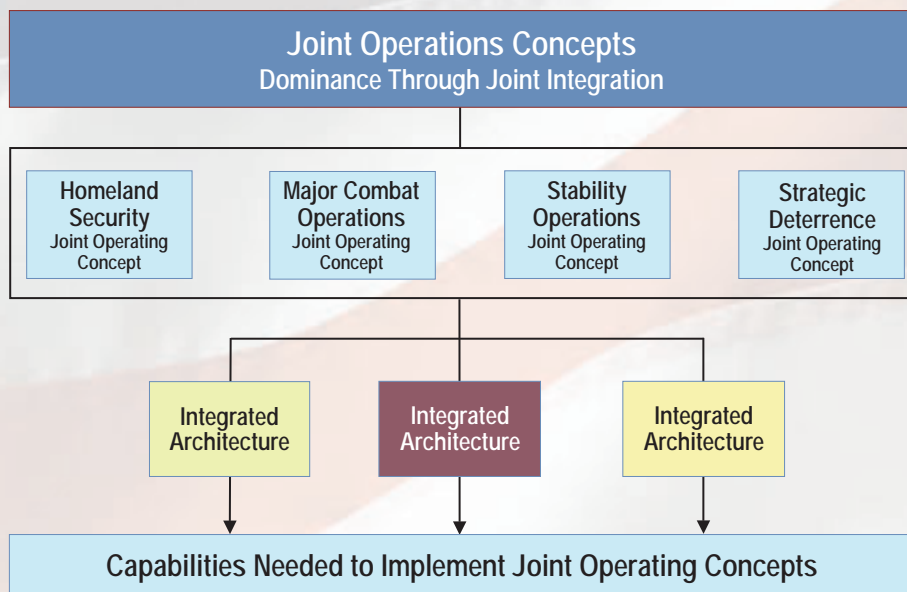 Joint Operations Concepts
Dominance Through Joint Integration
Homeland
Security
Joint Operating
Concept
Major Combat
Operations
Joint Operating
Concept
Stability
Operations
Joint Operating
Concept
Strategic
Deterrence
Joint Operating
Concept
Integrated
Architecture
Integrated
Architecture
Integrated
Architecture
Capabilities Needed to Implement Joint Operating Concepts